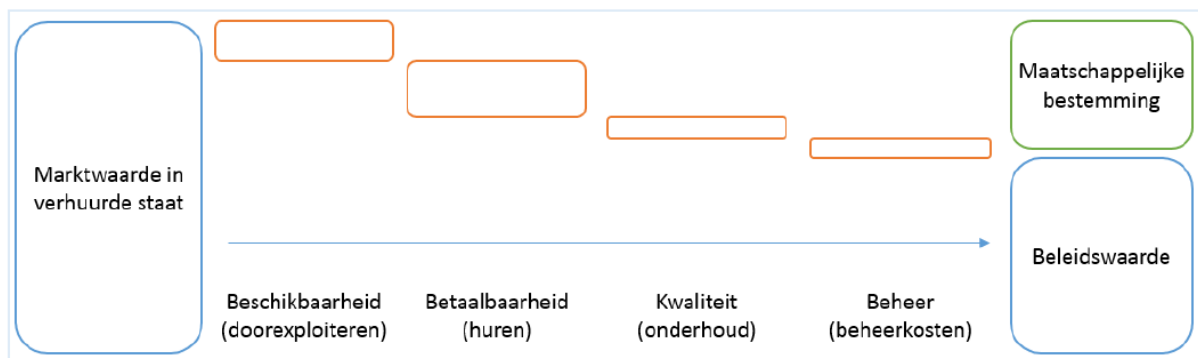 Marktwaarde in
verhuurde staat
Beschikbaarheid
(doorexploiteren)
Betaalbaarheid
(huren)
Kwaliteit
(onderhoud)
Beheer
(beheerkosten)
Maatschappelijke
bestemming
Beleidswaarde